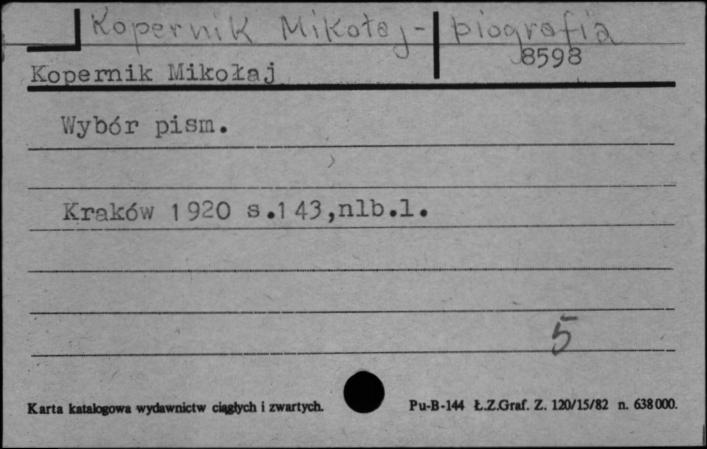 Kopernik Mikołaj - biografia
8598
Kopernik Mikołaj
Wybór pism.
Kraków 1920 s.143,nlb.1.
5
Karta katalogowa wydawnictw ciągłych i zwartych.
Pu-B-144 Ł.Z.Graf. Z. 120/15/82 n. 638000.